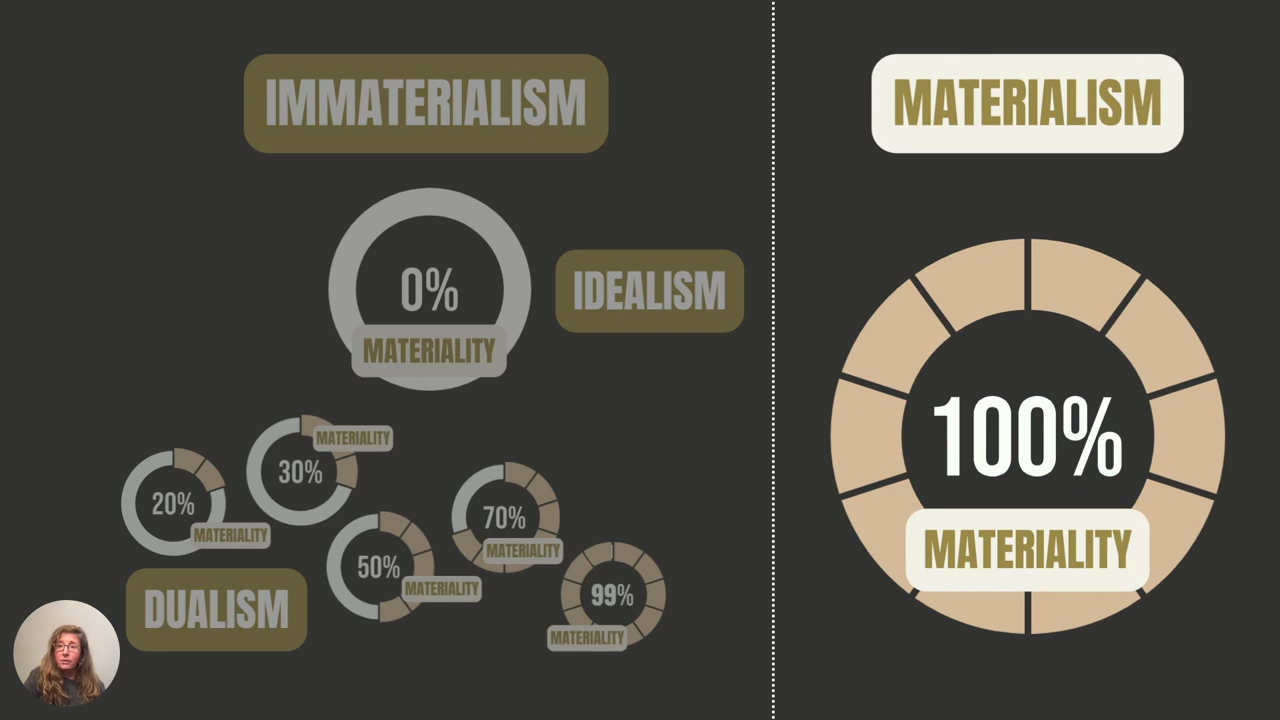 IMMATERIALISM
MATERIALISM
0%
MATERIALITY
IDEALISM
20%
MATERIALITY
30%
MATERIALITY
50%
MATERIALITY
70%
MATERIALITY
99%
MATERIALITY
DUALISM
100%
MATERIALITY